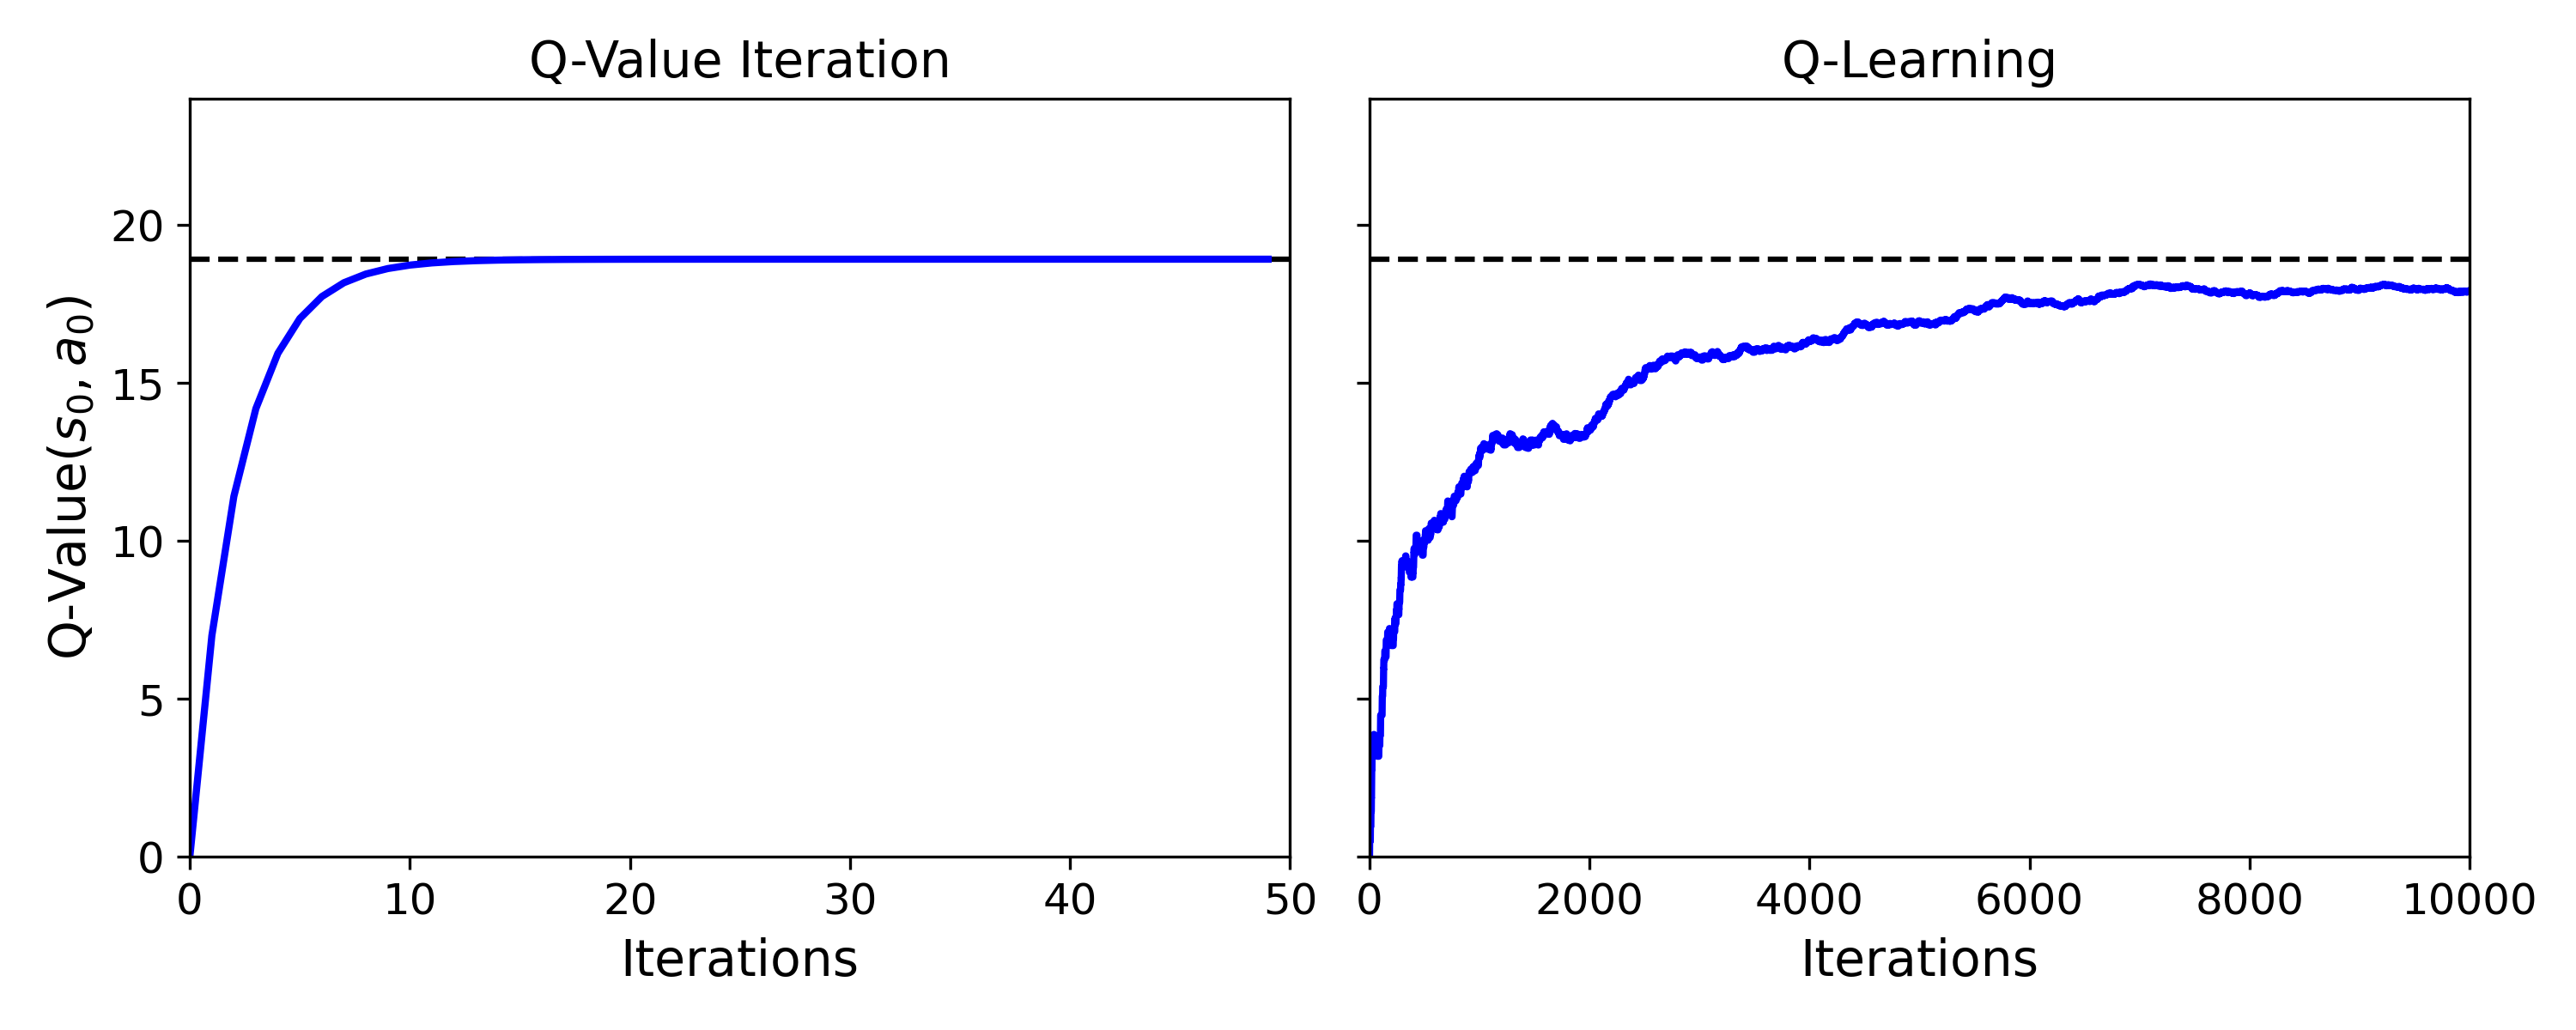 Q-Value Iteration
Q-Learning
Q-Value(s₀, a₀)
20
15
10
5
0
0 10 20 30 40 50
0 2000 4000 6000 8000 10000
Iterations
Iterations